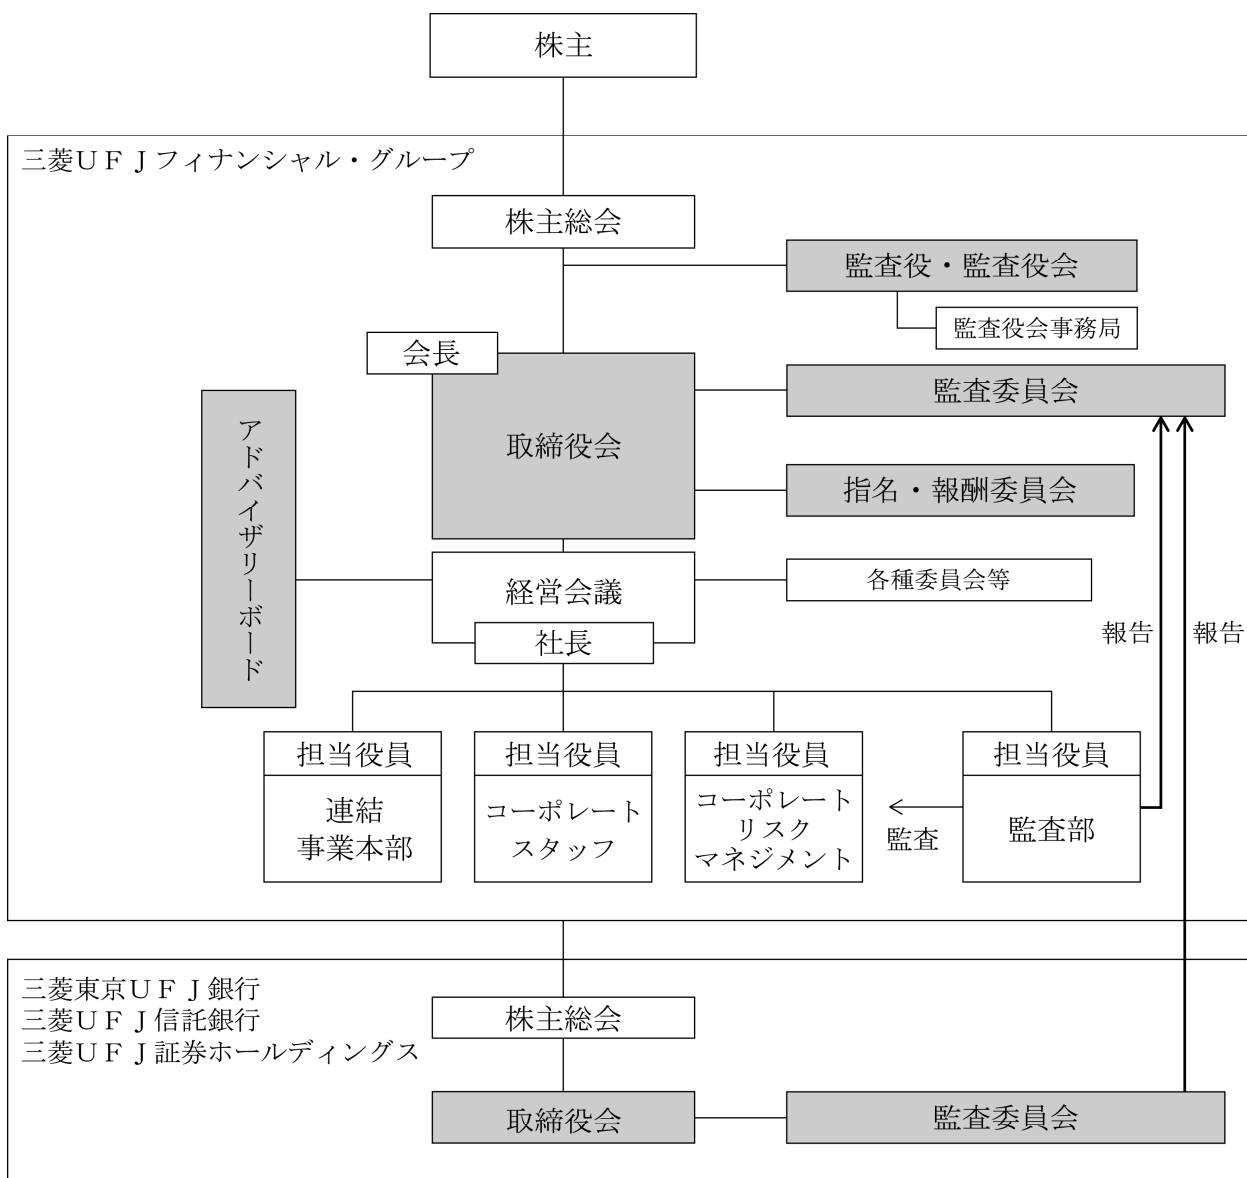 株主
三菱ＵＦＪフィナンシャル・グループ
株主総会
監査役・監査役会
監査役会事務局
会長
取締役会
監査委員会
指名・報酬委員会
アドバイザリーボード
経営会議
各種委員会等
社長
報告
報告
担当役員
連結
事業本部
担当役員
コーポレート
スタッフ
担当役員
コーポレート
リスク
マネジメント
監査
担当役員
監査部
三菱東京ＵＦＪ銀行
三菱ＵＦＪ信託銀行
三菱ＵＦＪ証券ホールディングス
株主総会
取締役会
監査委員会